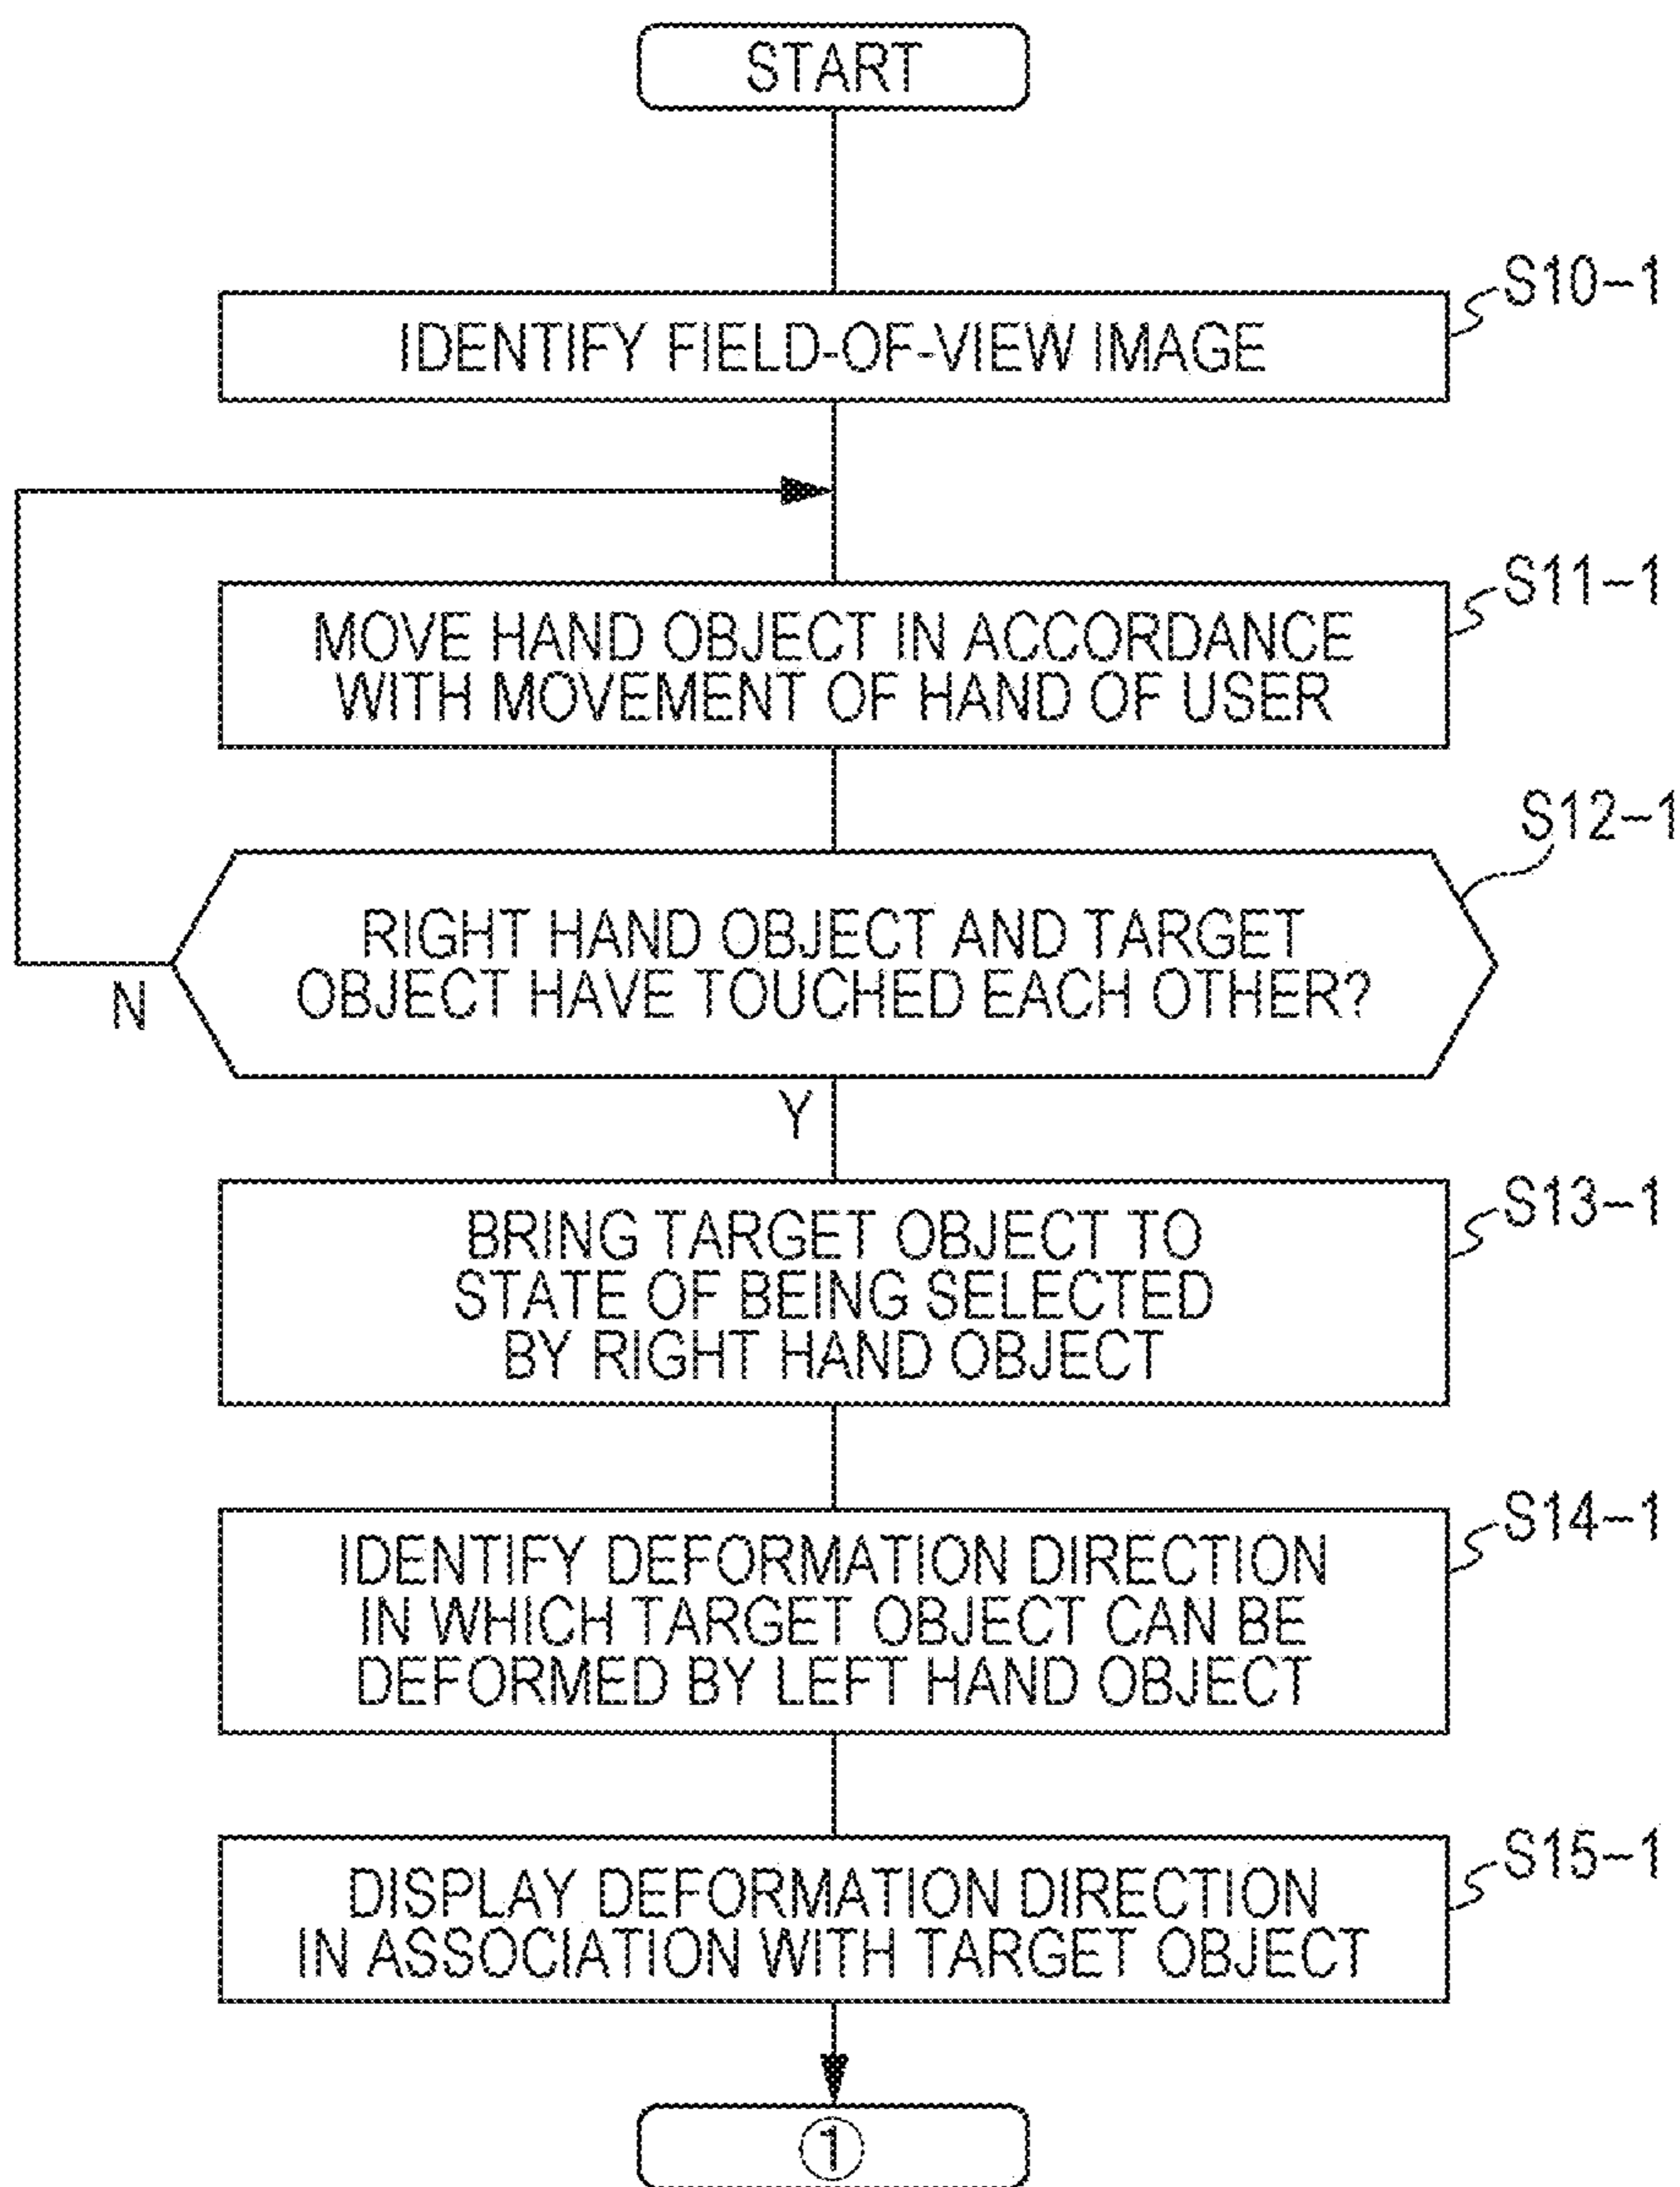 START
S10-1
IDENTIFY FIELD-OF-VIEW IMAGE
S11-1
MOVE HAND OBJECT IN ACCORDANCE
WITH MOVEMENT OF HAND OF USER
S12-1
RIGHT HAND OBJECT AND TARGET
OBJECT HAVE TOUCHED EACH OTHER?
N
Y
S13-1
BRING TARGET OBJECT TO
STATE OF BEING SELECTED
BY RIGHT HAND OBJECT
S14-1
IDENTIFY DEFORMATION DIRECTION
IN WHICH TARGET OBJECT CAN BE
DEFORMED BY LEFT HAND OBJECT
S15-1
DISPLAY DEFORMATION DIRECTION
IN ASSOCIATION WITH TARGET OBJECT
①